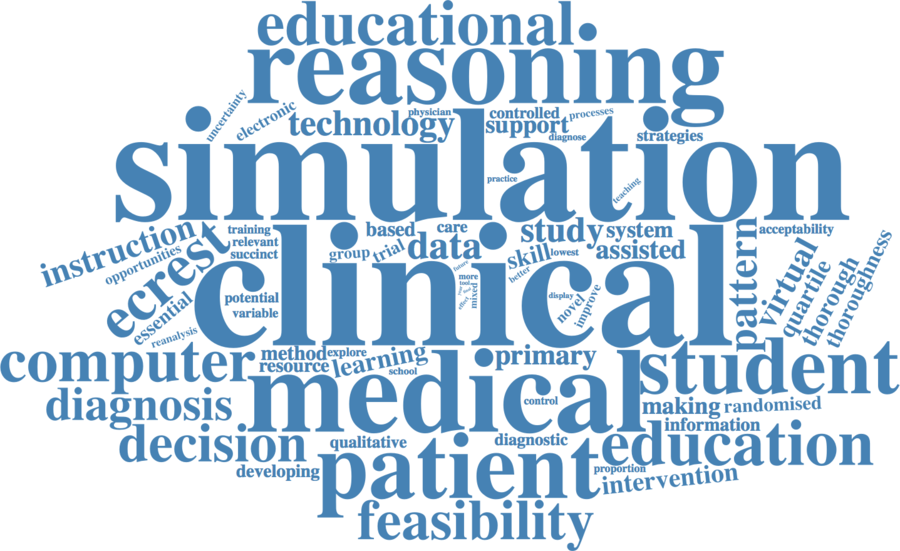 educational
reasoning
uncertainty
electronic
technology
physician
controlled
processes
support
diagnose
strategies
simulation
practice
teaching
instruction
opportunities
ecrest
training
relevant
succinct
based
care
study
system
acceptability
group
trial
data
skill
lowest
assisted
better
future
clinical
pattern
virtual
quartile
thorough
thoroughness
essential
reanalysis
potential
variable
more
tool
mixed
display
novel
improve
computer
method
explore
learning
resource
school
primary
student
medical
control
diagnosis
making
randomised
information
decision
qualitative
diagnostic
education
developing
patient
proportion
intervention
feasibility